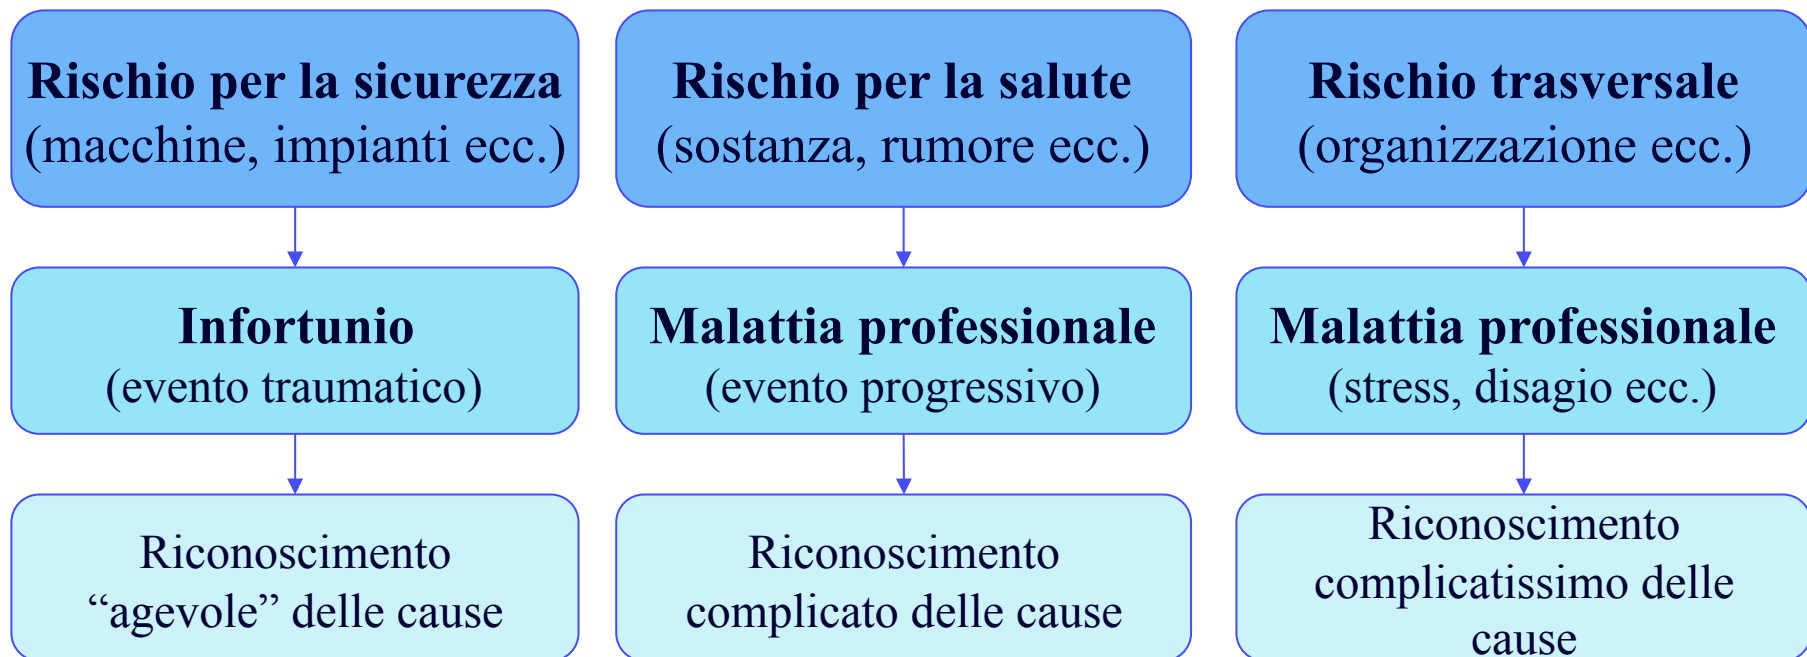 Rischio per la sicurezza
(macchine, impianti ecc.)
Rischio per la salute
(sostanza, rumore ecc.)
Rischio trasversale
(organizzazione ecc.)
Infortunio
(evento traumatico)
Malattia professionale
(evento progressivo)
Malattia professionale
(stress, disagio ecc.)
Riconoscimento
“agevole” delle cause
Riconoscimento
complicato delle cause
Riconoscimento
complicatissimo delle
cause